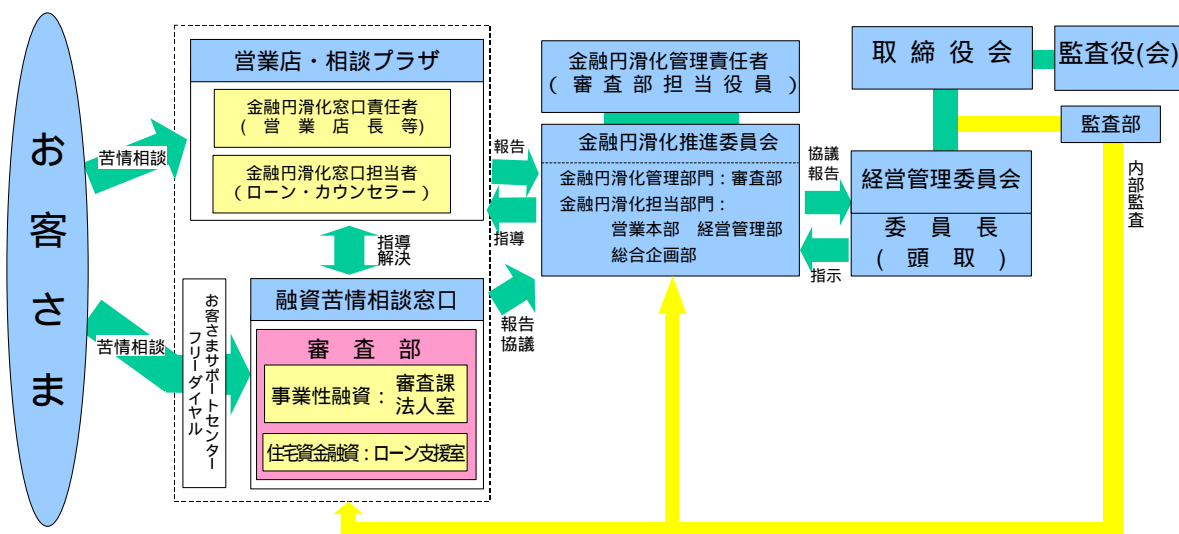 お客さま
苦情相談
苦情相談
営業店・相談プラザ
金融円滑化窓口責任者
(営業店長等)
金融円滑化窓口担当者
(ローン・カウンセラー)
指導
解決
お客さまサポートセンター
フリーダイヤル
融資苦情相談窓口
審査部
事業性融資：審査課
法人室
住宅資金融資：ローン支援室
報告
指導
報告
協議
金融円滑化管理責任者
(審査部担当役員)
金融円滑化推進委員会
金融円滑化管理部門：審査部
金融円滑化担当部門：
営業本部　経営管理部
総合企画部
協議
報告
指示
取締役会
監査役(会)
監査部
内部監査
経営管理委員会
委員長
(頭取)